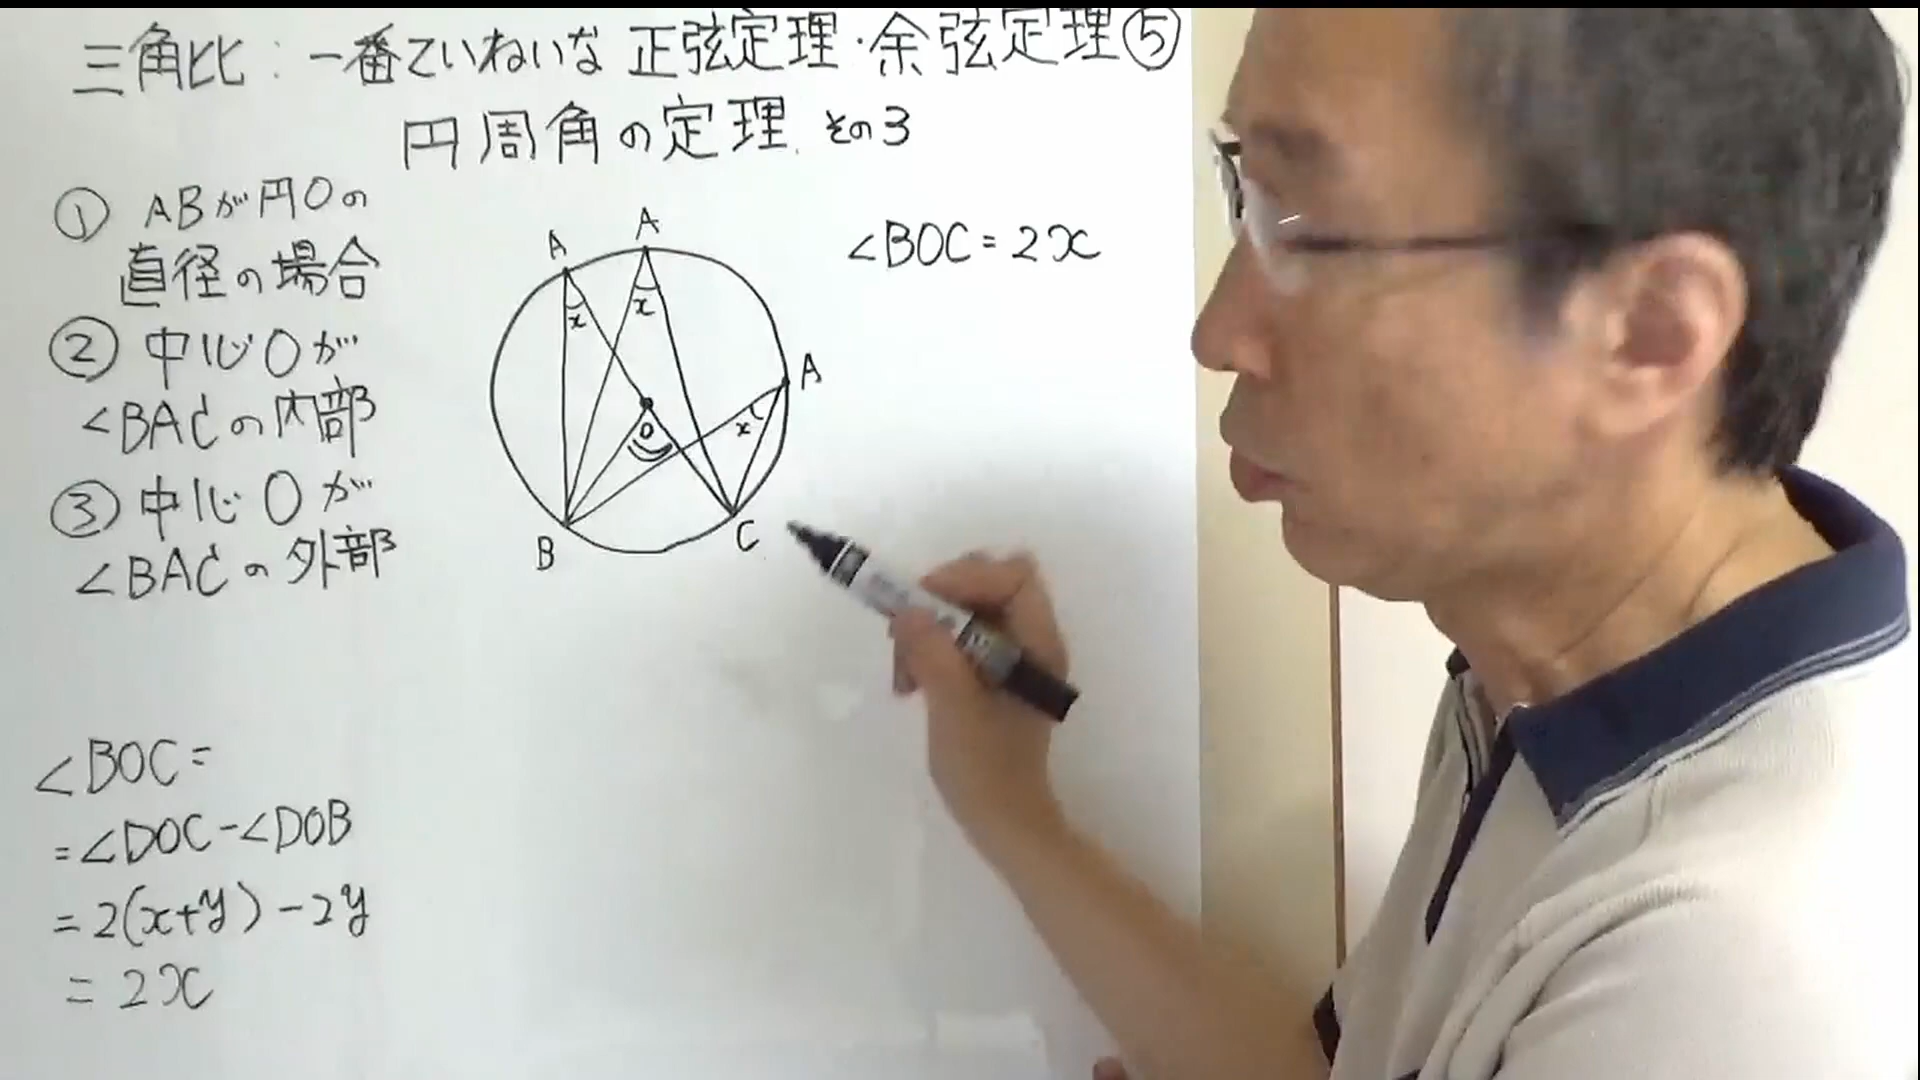 三角比：一番ていねいな 正弦定理・余弦定理⑤
円周角の定理 その3
① ABが円Oの
直径の場合
② 中心Oが
∠BACの内部
③ 中心Oが
∠BACの外部
A
A
x
x
A
x
O
B
C
∠BOC=2x
∠BOC=
=∠DOC-∠DOB
=2(x+y)-2y
=2x